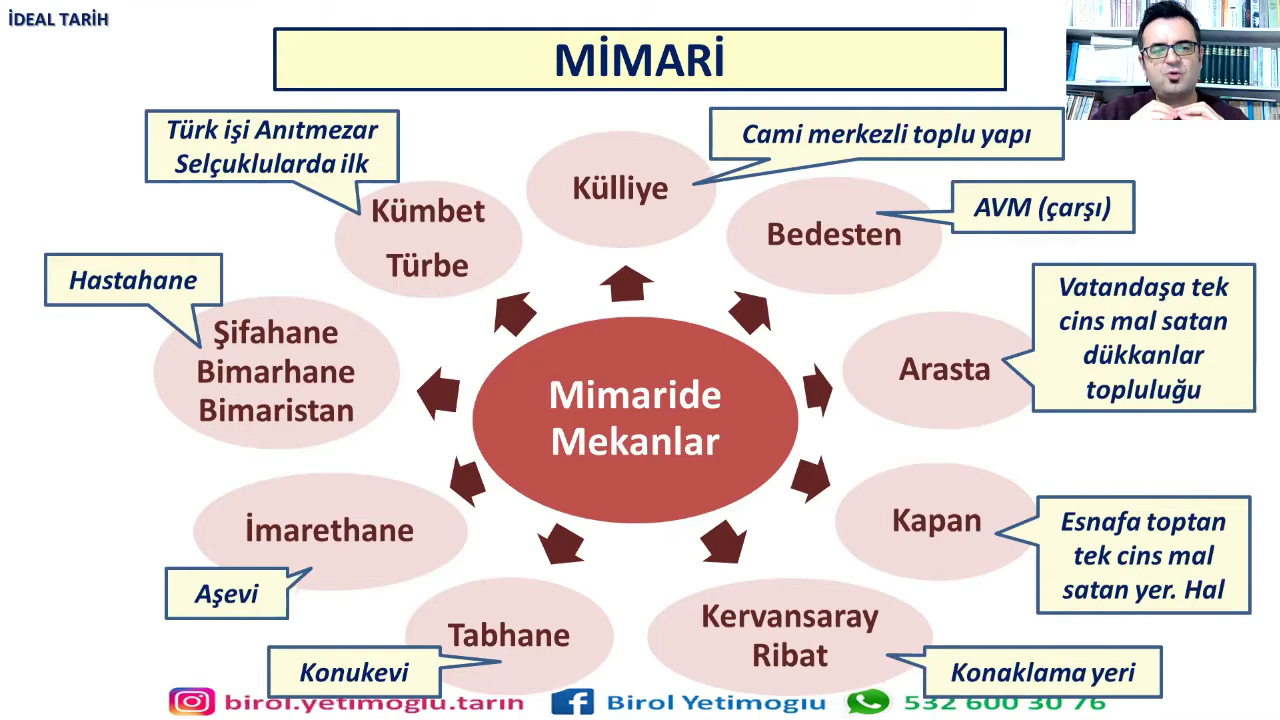 İDEAL TARİH
MİMARİ
Türk işi Anıtmezar
Selçuklularda ilk
Cami merkezli toplu yapı
Külliye
AVM (çarşı)
Kümbet
Türbe
Bedesten
Hastahane
Vatandaşa tek
cins mal satan
dükkanlar
topluluğu
Şifahane
Bimarhane
Bimaristan
Arasta
Mimaride
Mekanlar
İmarethane
Kapan
Esnafa toptan
tek cins mal
satan yer. Hal
Aşevi
Tabhane
Kervansaray
Ribat
Konukevi
Konaklama yeri
birol.yetimoglu.tarih
Birol Yetimoglu
532 600 30 76